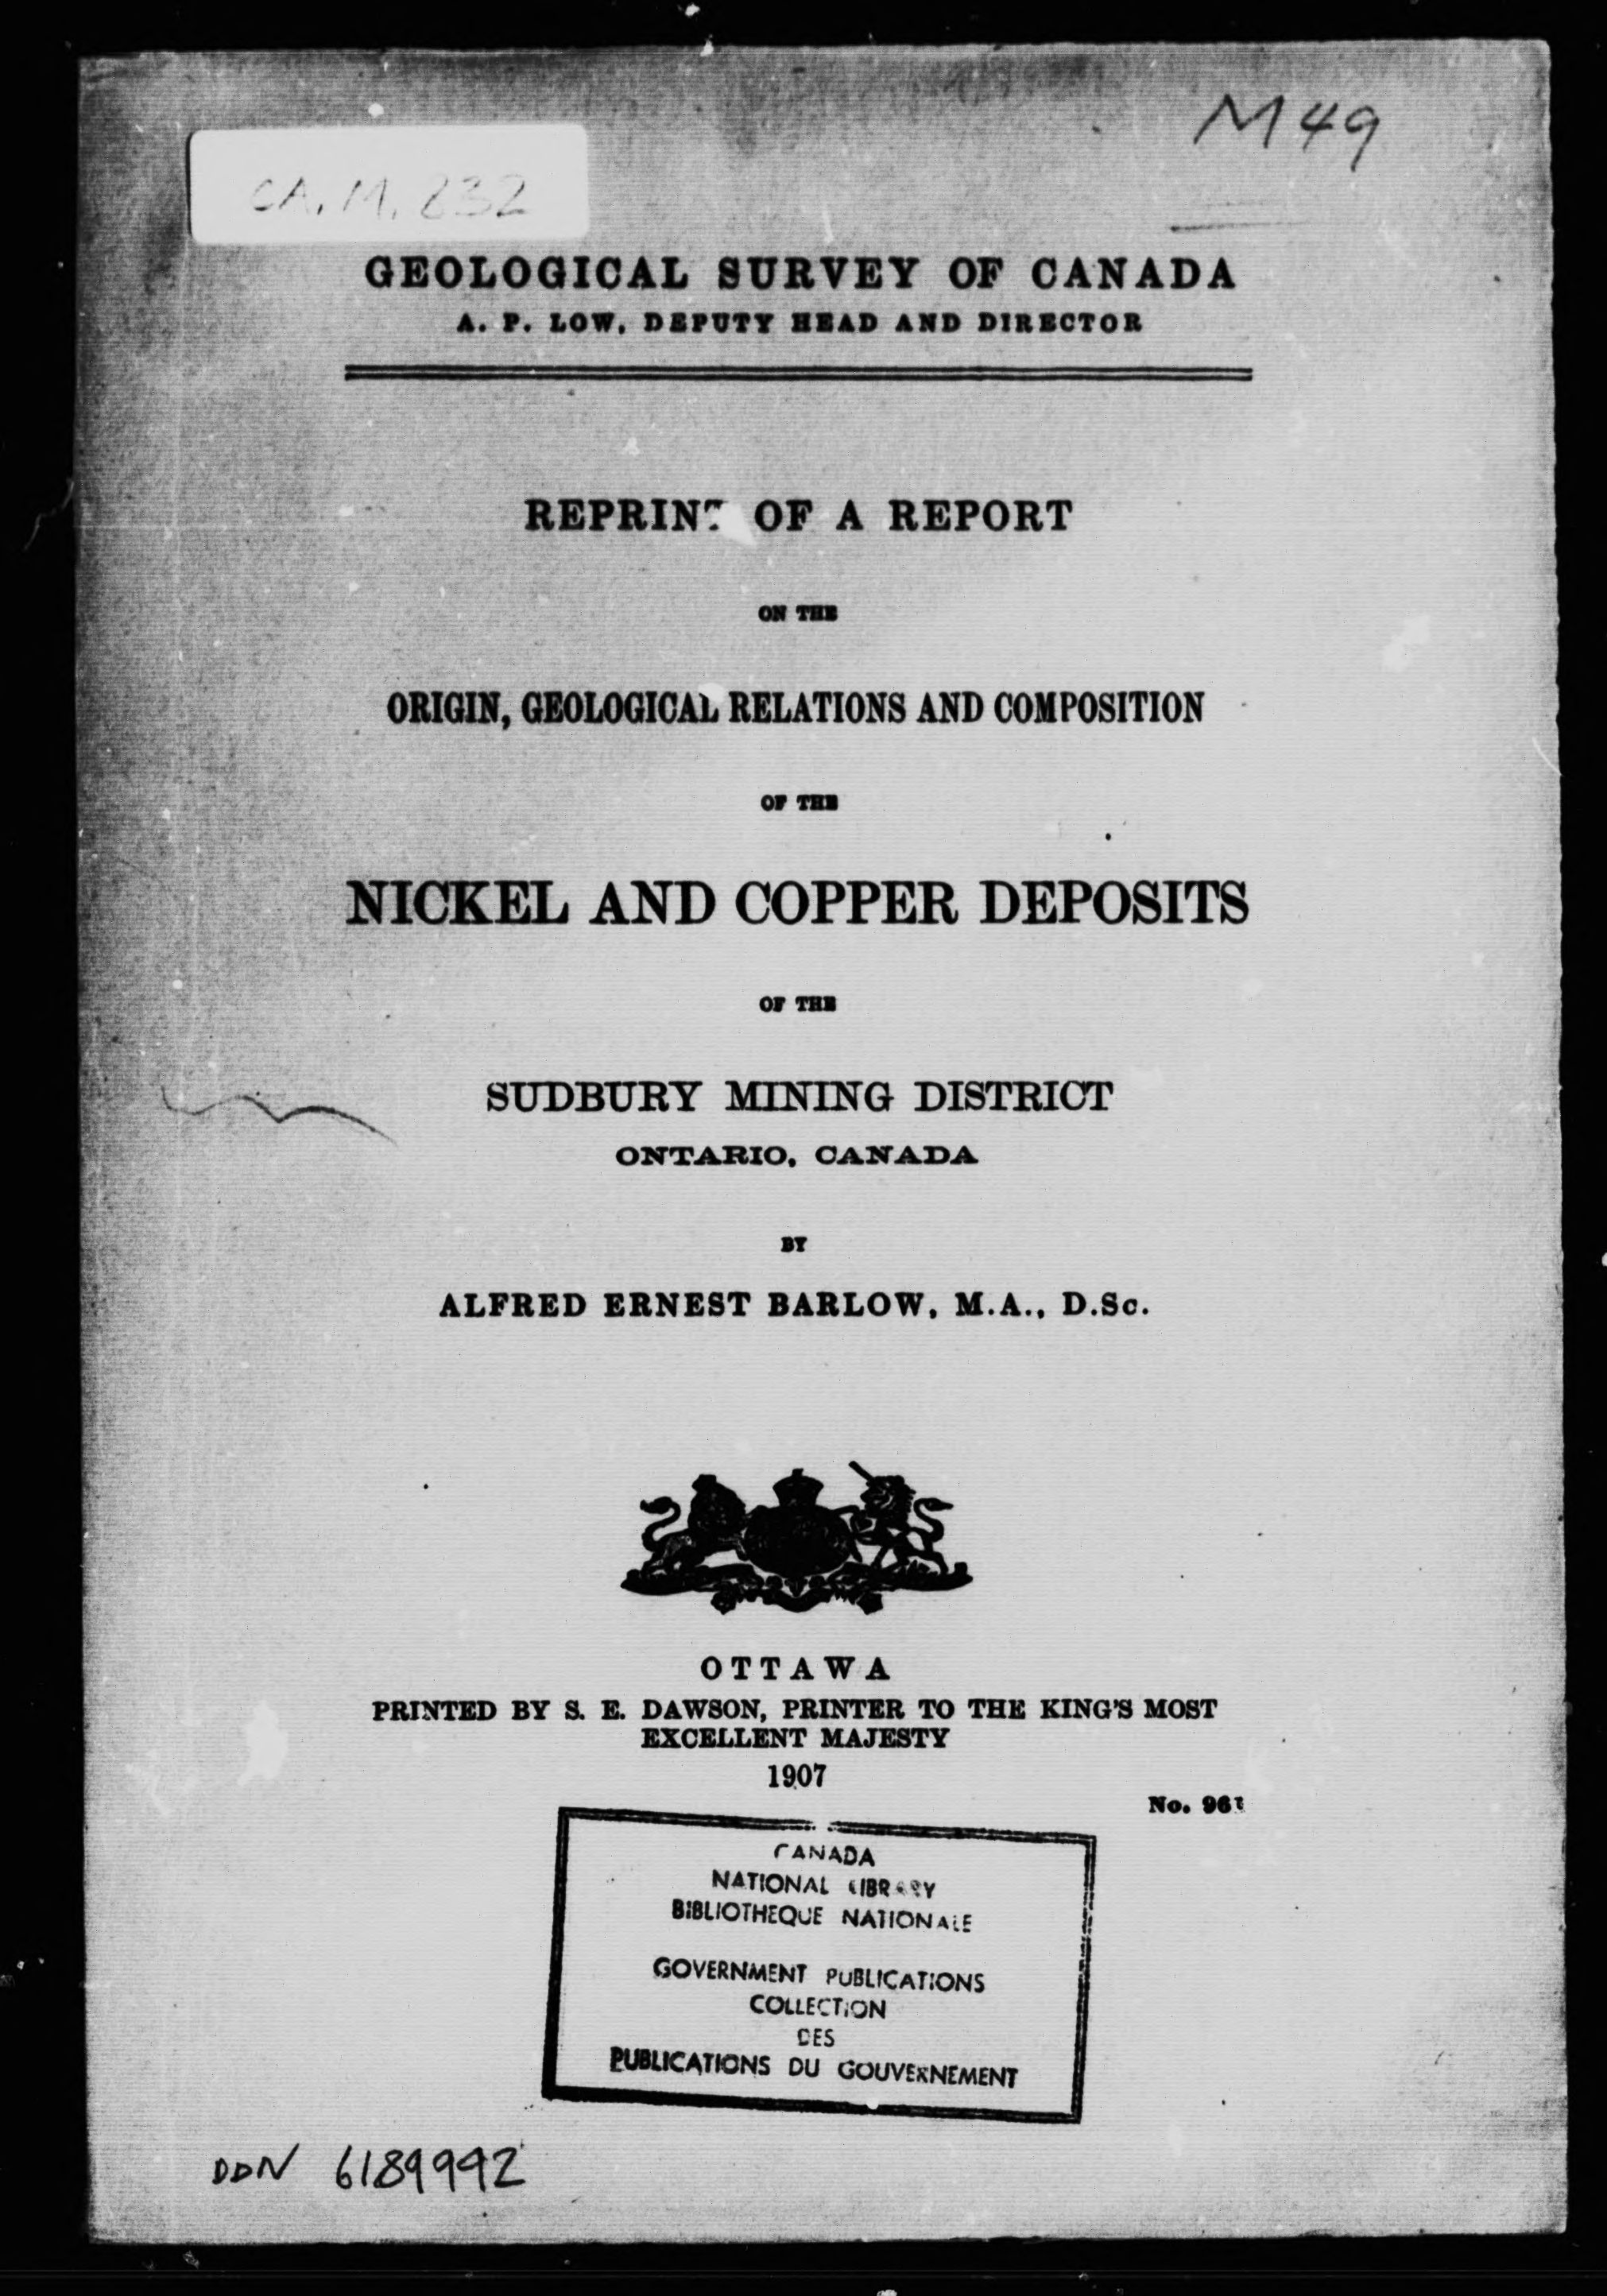 M 49
CA. M. 232
GEOLOGICAL SURVEY OF CANADA
A. P. LOW, DEPUTY HEAD AND DIRECTOR
REPRINT OF A REPORT
ON THE
ORIGIN, GEOLOGICAL RELATIONS AND COMPOSITION
OF THE
NICKEL AND COPPER DEPOSITS
OF THE
SUDBURY MINING DISTRICT
ONTARIO, CANADA
BY
ALFRED ERNEST BARLOW, M.A., D.Sc.
OTTAWA
PRINTED BY S. E. DAWSON, PRINTER TO THE KING'S MOST
EXCELLENT MAJESTY
1907
No.
CANADA
NATIONAL LIBRARY
BIBLIOTHEQUE NATIONALE
GOVERNMENT PUBLICATIONS
COLLECTION
DES
PUBLICATIONS DU GOUVERNEMENT
DDN 6189992